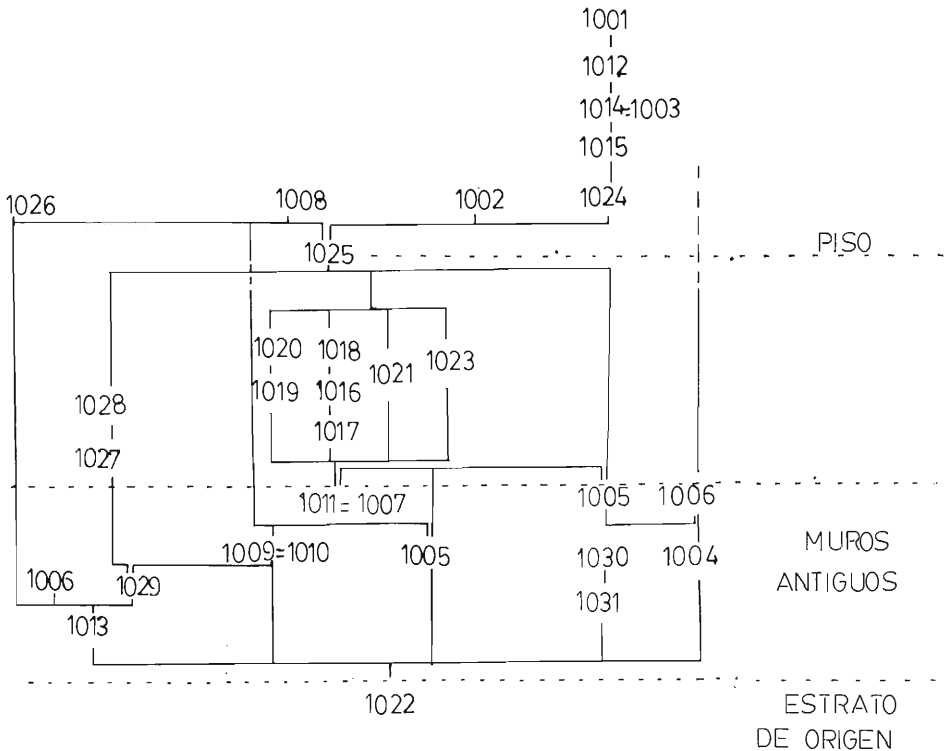 1001
1012
1014=1003
1015
1026 1008 1002 1024
1025 PISO
1020 1018 1021 1023
1019 1016
1028 1017
1027
1011=1007 1005 1006
1009=1010 1005 1030 1004 MUROS
1006 1029 1031 ANTIGUOS
1013
1022 ESTRATO
DE ORIGEN